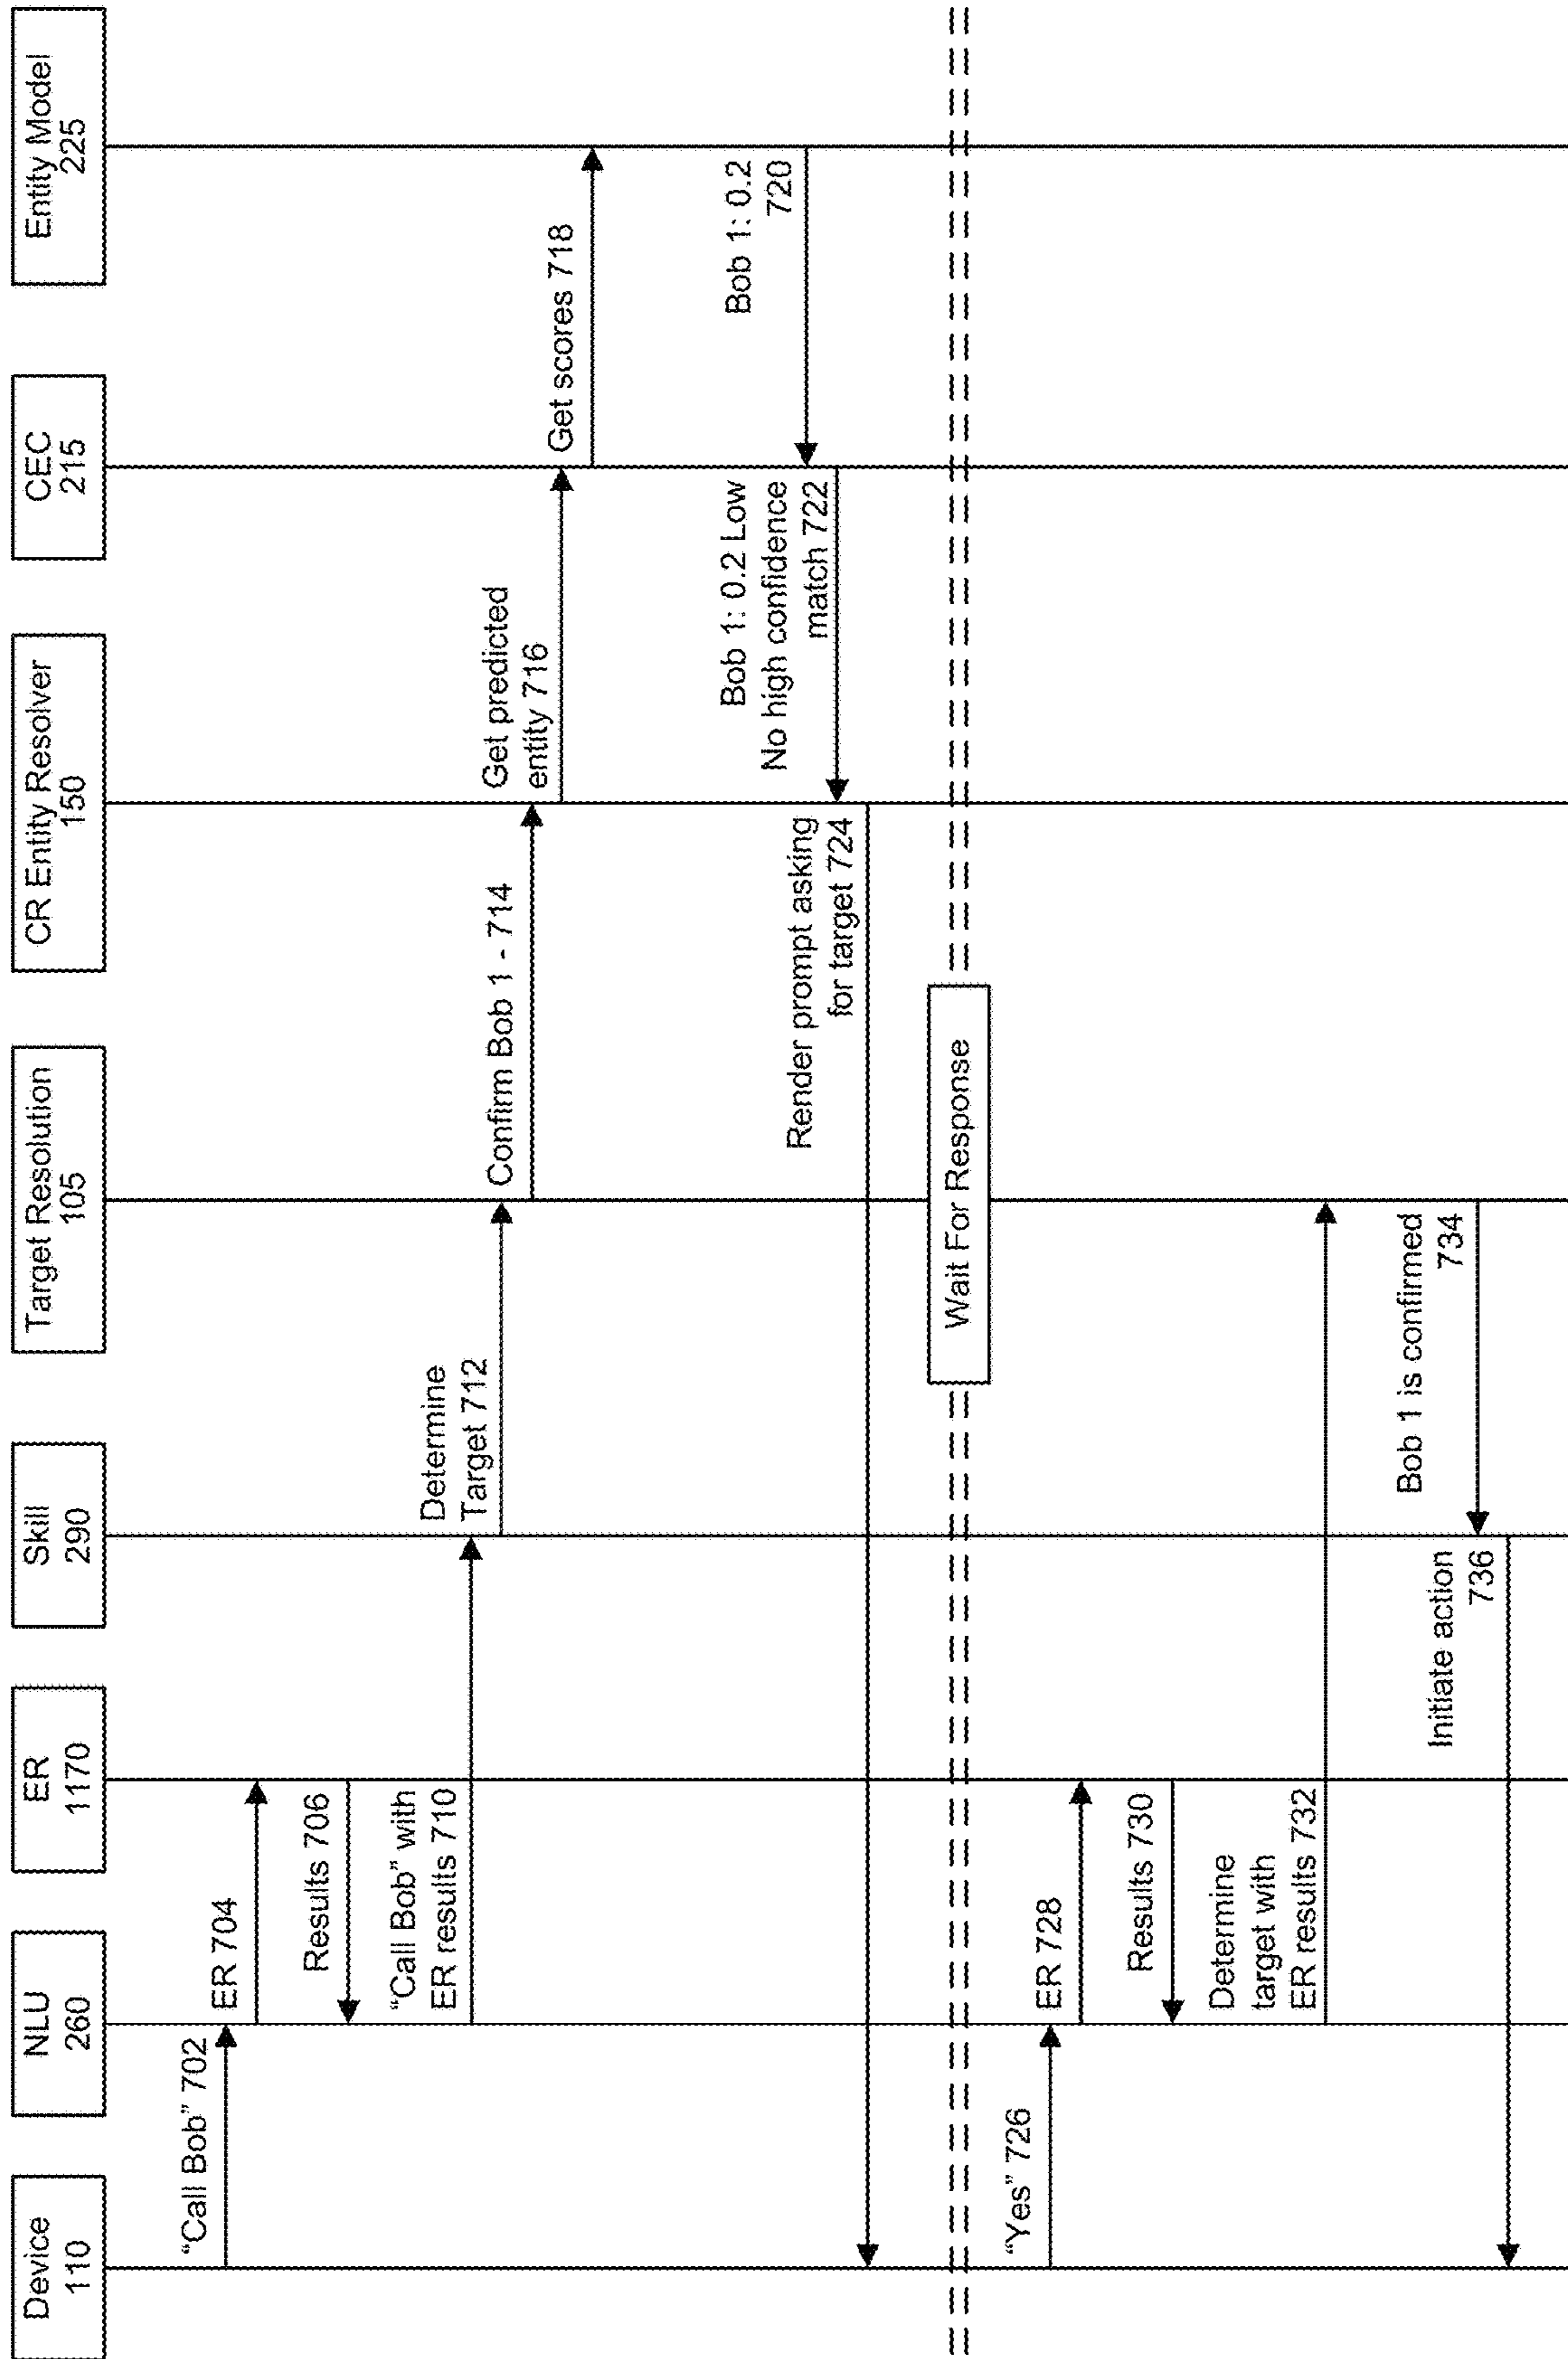 Device
110
NLU
260
ER
1170
Skill
290
Target Resolution
105
CR Entity Resolver
150
CEC
215
Entity Model
225
“Call Bob” 702
ER 704
Results 706
“Call Bob” with
ER results 710
Determine
Target 712
Confirm Bob 1 - 714
Get predicted
entity 716
Get scores 718
Bob 1: 0.2
720
Bob 1: 0.2 Low
No high confidence
match 722
Render prompt asking
for target 724
Wait For Response
“Yes” 726
ER 728
Results 730
Determine
target with
ER results 732
Bob 1 is confirmed
734
Initiate action
736